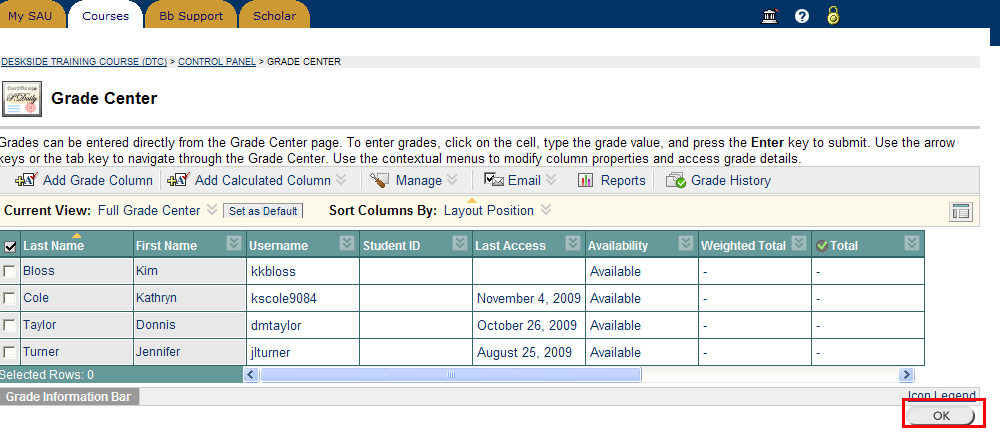 My SAU Courses Bb Support Scholar
DESKSIDE TRAINING COURSE (DTC) > CONTROL PANEL > GRADE CENTER
Certificate
Grade Center
Grades can be entered directly from the Grade Center page. To enter grades, click on the cell, type the grade value, and press the Enter key to submit. Use the arrow
keys or the tab key to navigate through the Grade Center. Use the contextual menus to modify column properties and access grade details.
Add Grade Column Add Calculated Column Manage Email Reports Grade History
Current View: Full Grade Center Set as Default Sort Columns By: Layout Position
Last Name First Name Username Student ID Last Access Availability Weighted Total Total
Bloss Kim kkbloss Available - -
Cole Kathryn kscole9084 November 4, 2009 Available - -
Taylor Donnis dmtaylor October 26, 2009 Available - -
Turner Jennifer jlturner August 25, 2009 Available - -
Selected Rows: 0
Grade Information Bar Icon Legend
OK